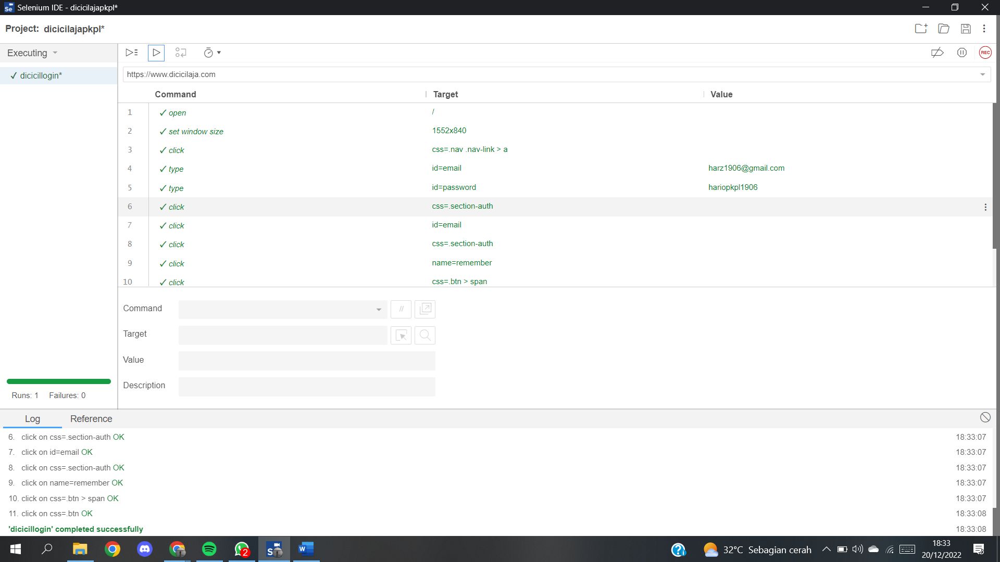 Selenium IDE - dicicilajapkpl*
Project: dicicilajapkpl*
Executing
REC
✓ dicicillogin*
https://www.dicicilaja.com
Command Target Value
1 ✓ open /
2 ✓ set window size 1552x840
3 ✓ click css=.nav .nav-link > a
4 ✓ type id=email harz1906@gmail.com
5 ✓ type id=password hariopkpl1906
6 ✓ click css=.section-auth
7 ✓ click id=email
8 ✓ click css=.section-auth
9 ✓ click name=remember
10 ✓ click css=.btn > span
Command //
Target
Value
Description
Runs: 1 Failures: 0
Log Reference
6. click on css=.section-auth OK 18:33:07
7. click on id=email OK 18:33:07
8. click on css=.section-auth OK 18:33:07
9. click on name=remember OK 18:33:07
10. click on css=.btn > span OK 18:33:07
11. click on css=.btn OK 18:33:08
'dicicillogin' completed successfully 18:33:08
2
32°C Sebagian cerah
18:33
20/12/2022